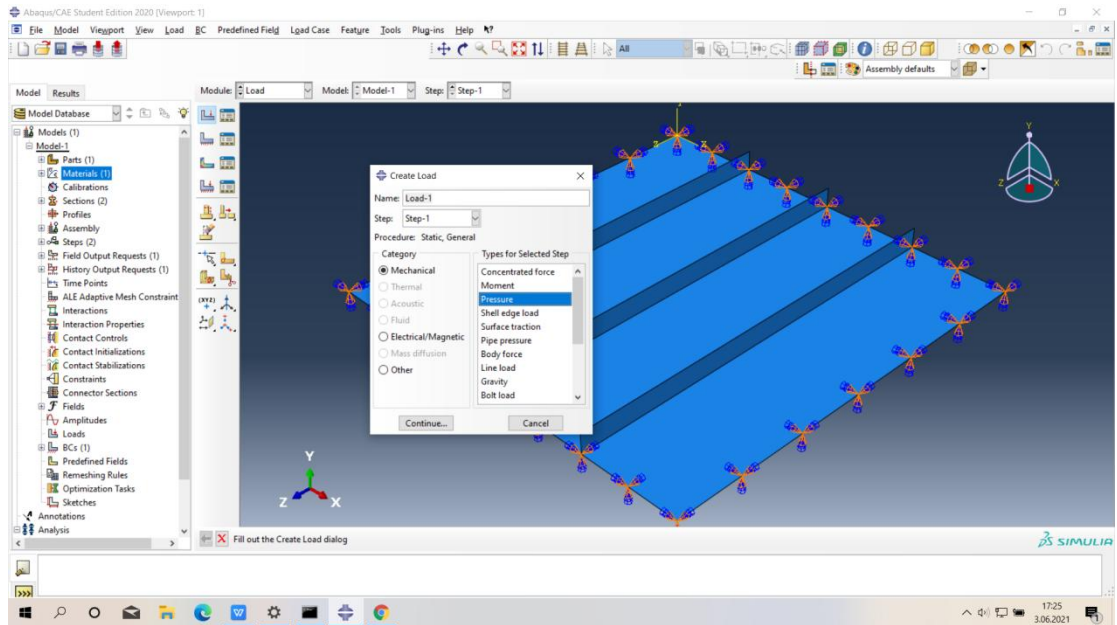 Abaqus/CAE Student Edition 2020 [Viewport: 1]
File Model Viewport View Load BC Predefined Field Load Case Feature Tools Plug-ins Help
All
Assembly defaults
Model Results
Module: Load Model: Model-1 Step: Step-1
Model Database
Models (1)
Model-1
Parts (1)
Materials (1)
Calibrations
Sections (2)
Profiles
Assembly
Steps (2)
Field Output Requests (1)
History Output Requests (1)
Time Points
ALE Adaptive Mesh Constraint
Interactions
Interaction Properties
Contact Controls
Contact Initializations
Contact Stabilizations
Constraints
Connector Sections
Fields
Amplitudes
Loads
BCs (1)
Predefined Fields
Remeshing Rules
Optimization Tasks
Sketches
Annotations
Analysis
(XYZ)
Create Load
Name: Load-1
Step: Step-1
Procedure: Static, General
Category
Mechanical
Thermal
Acoustic
Fluid
Electrical/Magnetic
Mass diffusion
Other
Types for Selected Step
Concentrated force
Moment
Pressure
Shell edge load
Surface traction
Pipe pressure
Body force
Line load
Gravity
Bolt load
Continue...
Cancel
Y
Z
X
Y
Z
X
Fill out the Create Load dialog
SIMULIA
>>>
17:25
3.06.2021